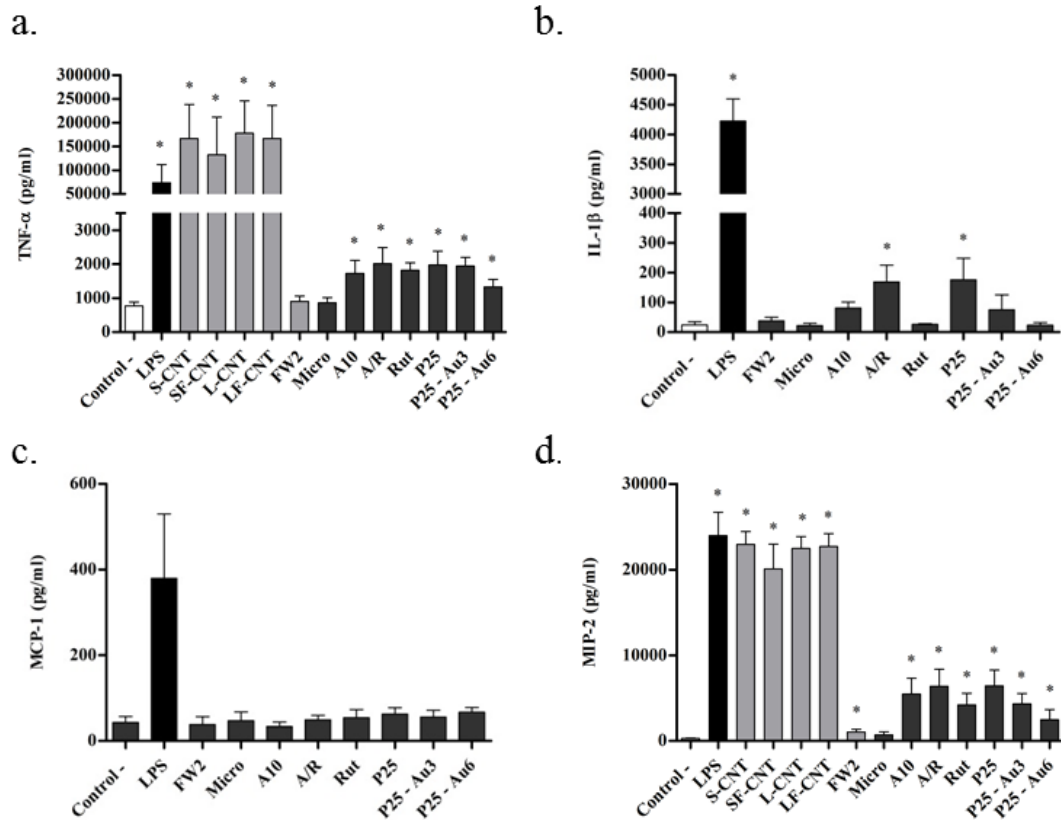 a.
TNF-α (pg/ml)
300000
250000
200000
150000
100000
50000
3000
2000
1000
0
*
*
*
*
*
*
*
*
*
*
*
Control -
LPS
S-CNT
SF-CNT
L-CNT
LF-CNT
FW2
Micro
A10
A/R
Rut
P25
P25 - Au3
P25 - Au6
b.
IL-1β (pg/ml)
5000
4500
4000
3500
3000
400
300
200
100
0
*
*
*
Control -
LPS
FW2
Micro
A10
A/R
Rut
P25
P25 - Au3
P25 - Au6
c.
MCP-1 (pg/ml)
600
400
200
0
Control -
LPS
FW2
Micro
A10
A/R
Rut
P25
P25 - Au3
P25 - Au6
d.
MIP-2 (pg/ml)
30000
20000
10000
0
*
*
*
*
*
*
*
*
*
*
*
*
Control -
LPS
S-CNT
SF-CNT
L-CNT
LF-CNT
FW2
Micro
A10
A/R
Rut
P25
P25 - Au3
P25 - Au6